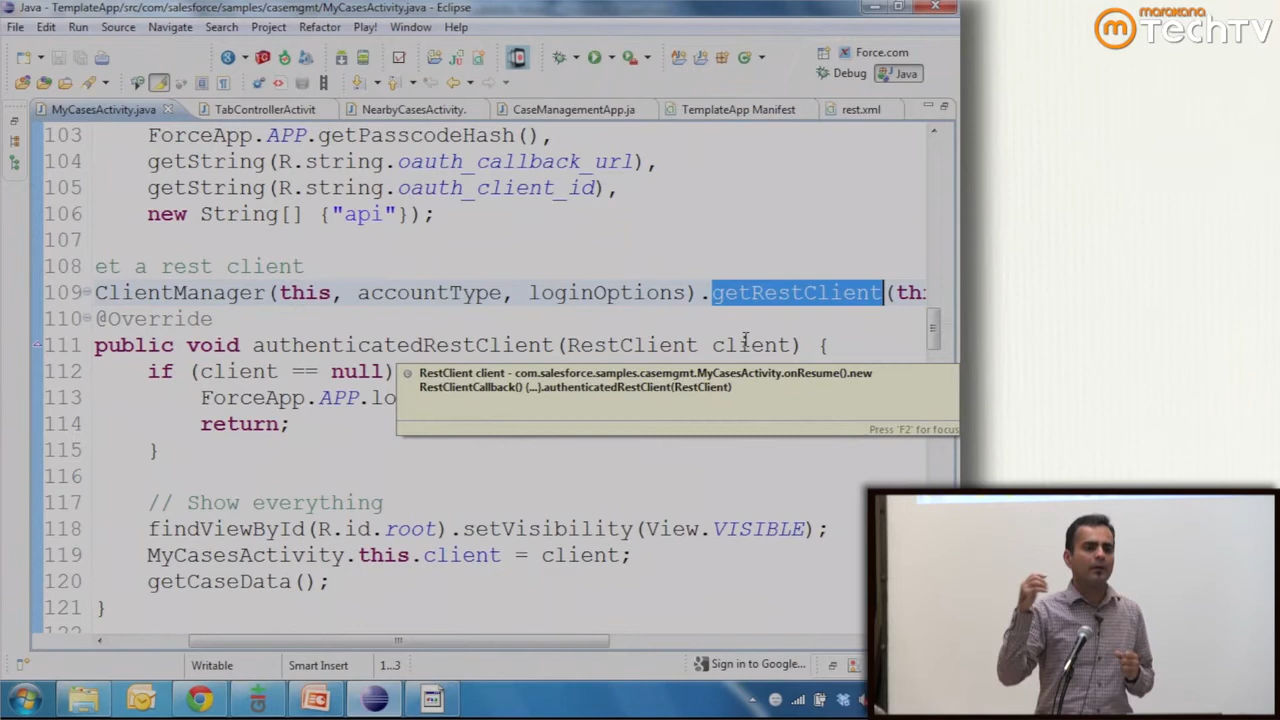 Java - TemplateApp/src/com/salesforce/samples/casemgmt/MyCasesActivity.java - Eclipse
maraKana
TechTV
File Edit Run Source Navigate Search Project Refactor Play! Window Help
Force.com
Debug Java
MyCasesActivity.java TabControllerActivit NearbyCasesActivity. CaseManagementApp.ja TemplateApp Manifest rest.xml
103 ForceApp.APP.getPasscodeHash(),
104 getString(R.string.oauth_callback_url),
105 getString(R.string.oauth_client_id),
106 new String[] {"api"});
107
108 et a rest client
109 ClientManager(this, accountType, loginOptions).getRestClient(thi
110 @Override
111 public void authenticatedRestClient(RestClient client) {
112 if (client == null)
RestClient client - com.salesforce.samples.casemgmt.MyCasesActivity.onResume().new
RestClientCallback() {...}.authenticatedRestClient(RestClient)
113 ForceApp.APP.lo
114 return;
Press 'F2' for focus
115 }
116
117 // Show everything
118 findViewById(R.id.root).setVisibility(View.VISIBLE);
119 MyCasesActivity.this.client = client;
120 getCaseData();
121 }
Writable Smart Insert 1...3 Sign in to Google...